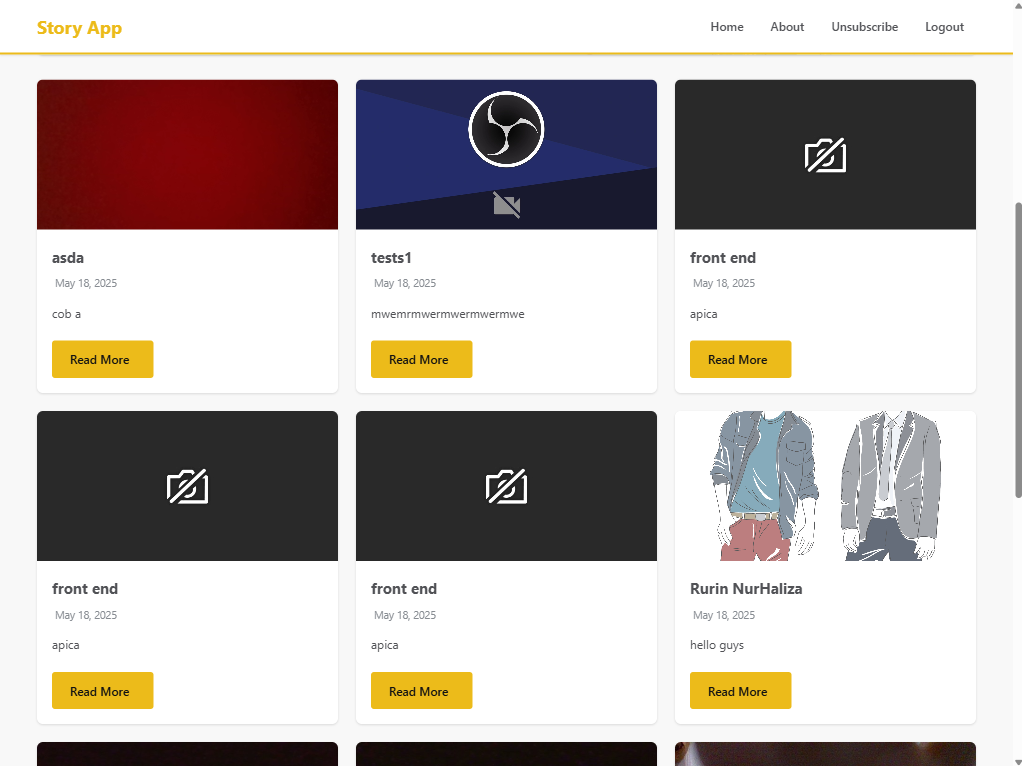 Story App
Home About Unsubscribe Logout
asda
May 18, 2025
cob a
Read More
tests1
May 18, 2025
mwemrmwermwermwermwe
Read More
front end
May 18, 2025
apica
Read More
front end
May 18, 2025
apica
Read More
front end
May 18, 2025
apica
Read More
Rurin NurHaliza
May 18, 2025
hello guys
Read More